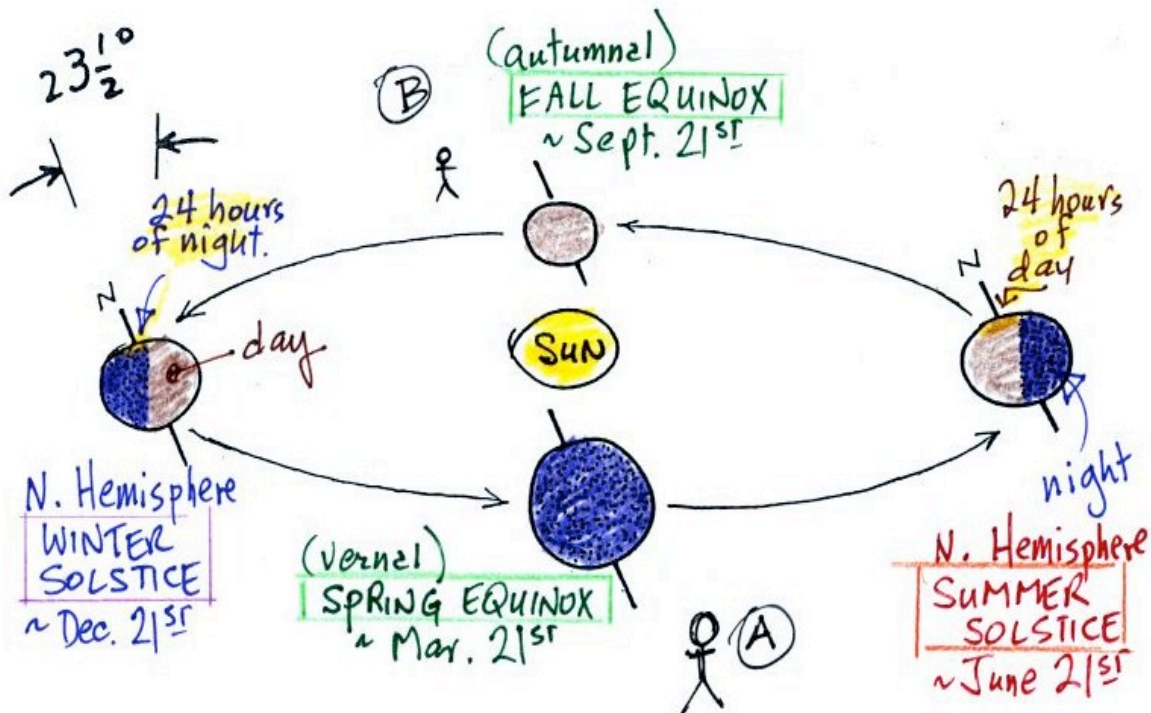 23½°
(autumnal)
FALL EQUINOX
~ Sept. 21st
B
24 hours
of night.
N
day
SUN
24 hours
of
day
N
night
N. Hemisphere
WINTER
SOLSTICE
~ Dec. 21st
(vernal)
SPRING EQUINOX
~ Mar. 21st
A
N. Hemisphere
SUMMER
SOLSTICE
~ June 21st